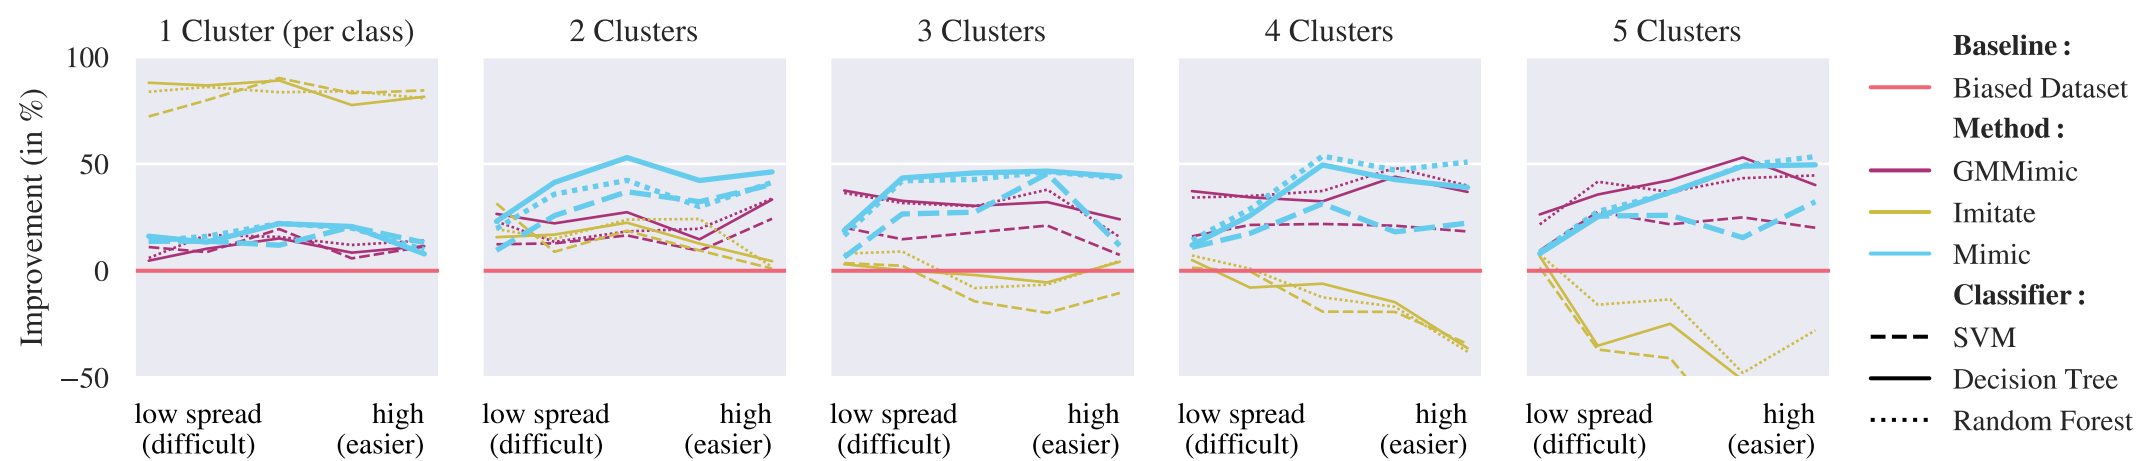 1 Cluster (per class)
2 Clusters
3 Clusters
4 Clusters
5 Clusters
Improvement (in %)
100
50
0
−50
low spread
(difficult)
high
(easier)
low spread
(difficult)
high
(easier)
low spread
(difficult)
high
(easier)
low spread
(difficult)
high
(easier)
low spread
(difficult)
high
(easier)
Baseline:
Biased Dataset
Method:
GMMimic
Imitate
Mimic
Classifier:
SVM
Decision Tree
Random Forest